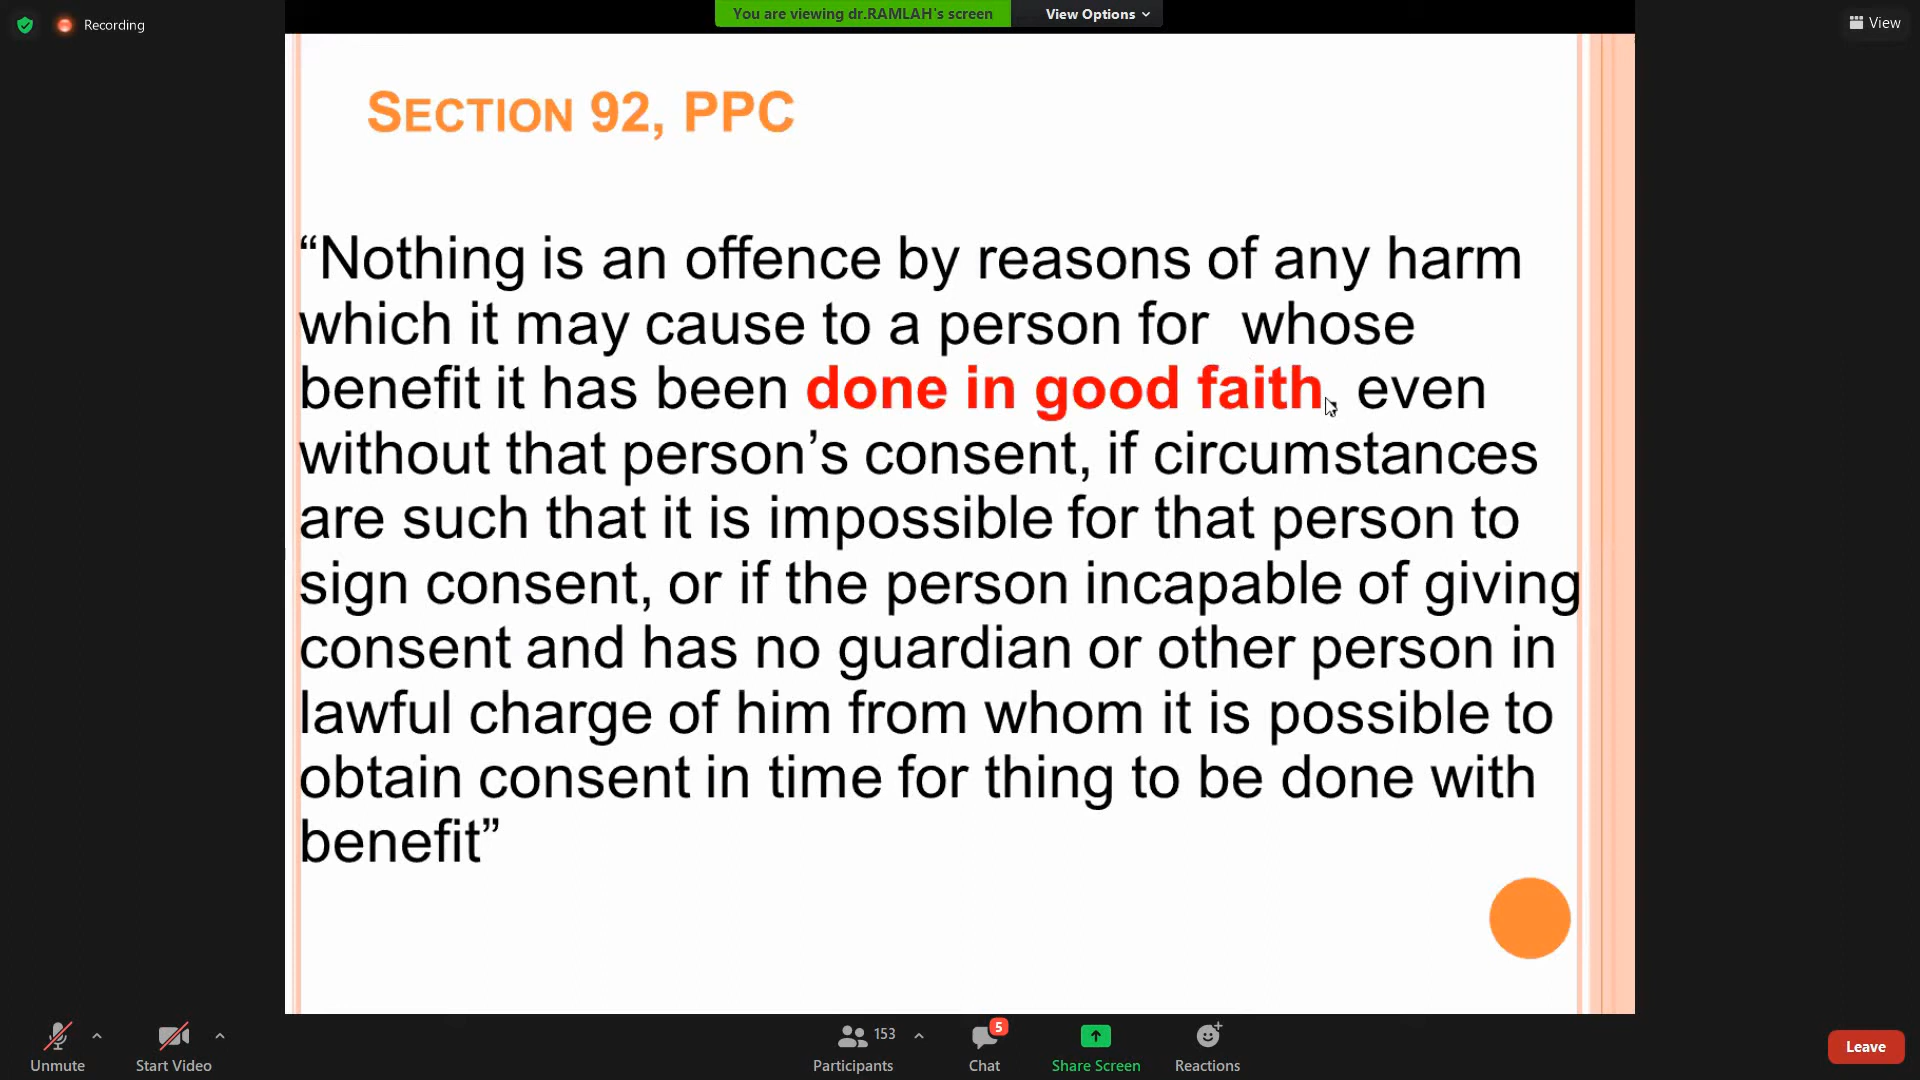 Recording
You are viewing dr.RAMLAH's screen
View Options
View
SECTION 92, PPC
“Nothing is an offence by reasons of any harm
which it may cause to a person for whose
benefit it has been done in good faith, even
without that person’s consent, if circumstances
are such that it is impossible for that person to
sign consent, or if the person incapable of giving
consent and has no guardian or other person in
lawful charge of him from whom it is possible to
obtain consent in time for thing to be done with
benefit”
Unmute
Start Video
153
Participants
5
Chat
Share Screen
Reactions
Leave